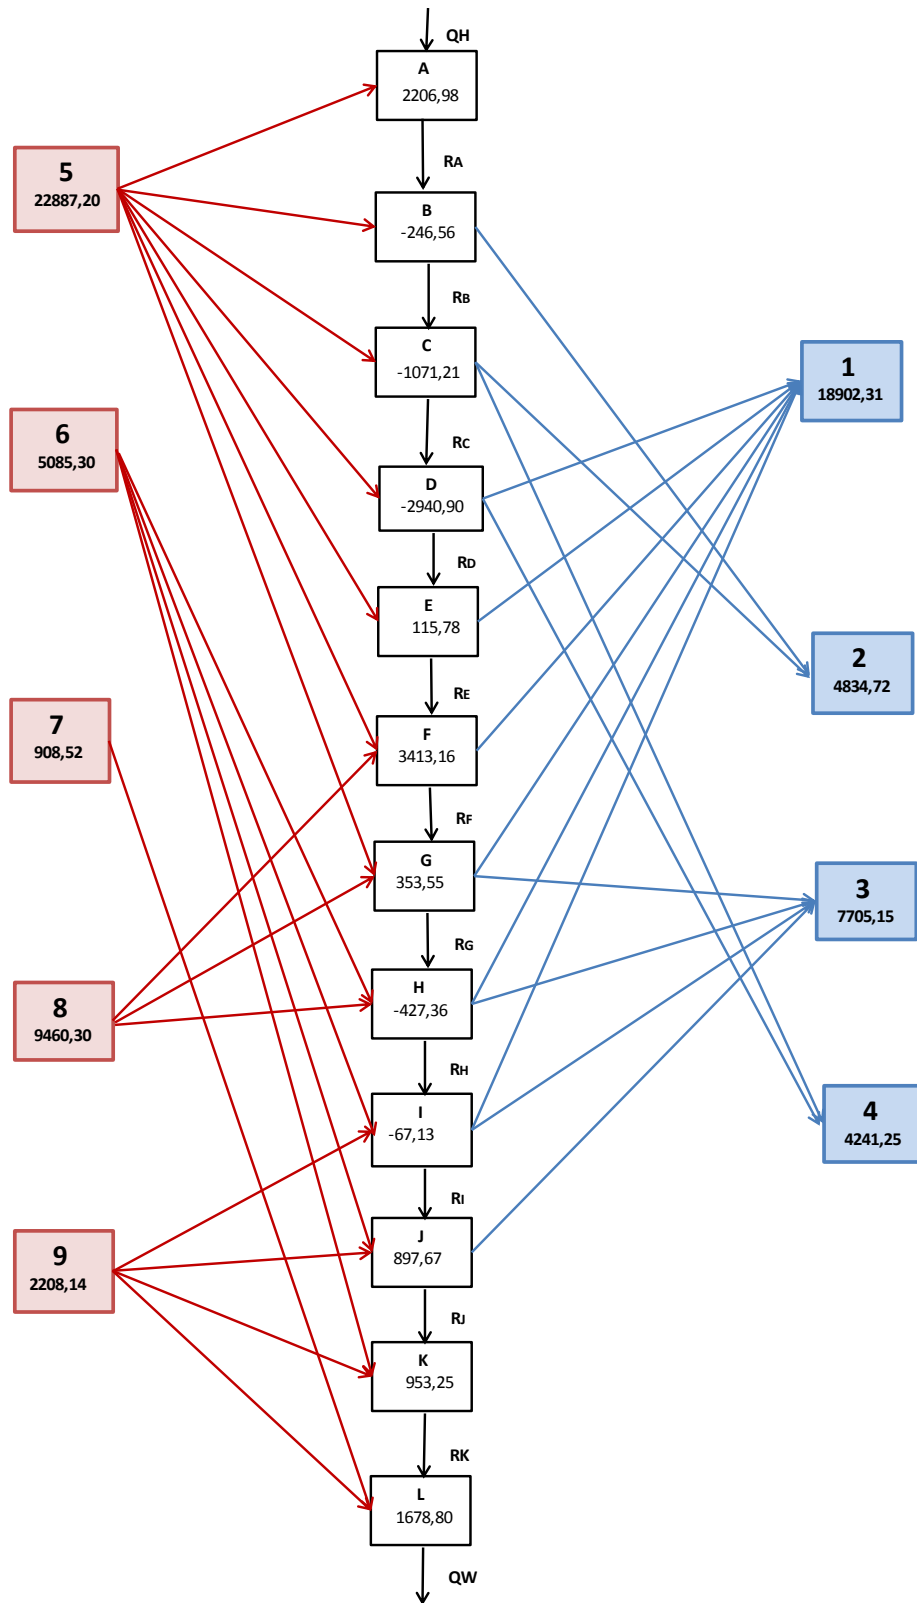 QH
A
2206,98
RA
5
22887,20
B
-246,56
RB
C
-1071,21
1
18902,31
6
5085,30
RC
D
-2940,90
RD
E
115,78
2
4834,72
RE
7
908,52
F
3413,16
RF
G
353,55
3
7705,15
RG
8
9460,30
H
-427,36
RH
I
-67,13
4
4241,25
RI
9
2208,14
J
897,67
RJ
K
953,25
RK
L
1678,80
QW